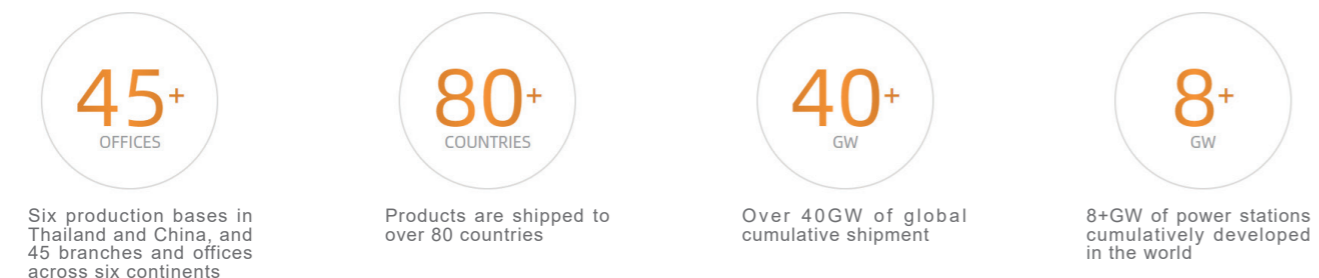 45+
OFFICES
Six production bases in
Thailand and China, and
45 branches and offices
across six continents
80+
COUNTRIES
Products are shipped to
over 80 countries
40+
GW
Over 40GW of global
cumulative shipment
8+
GW
8+GW of power stations
cumulatively developed
in the world